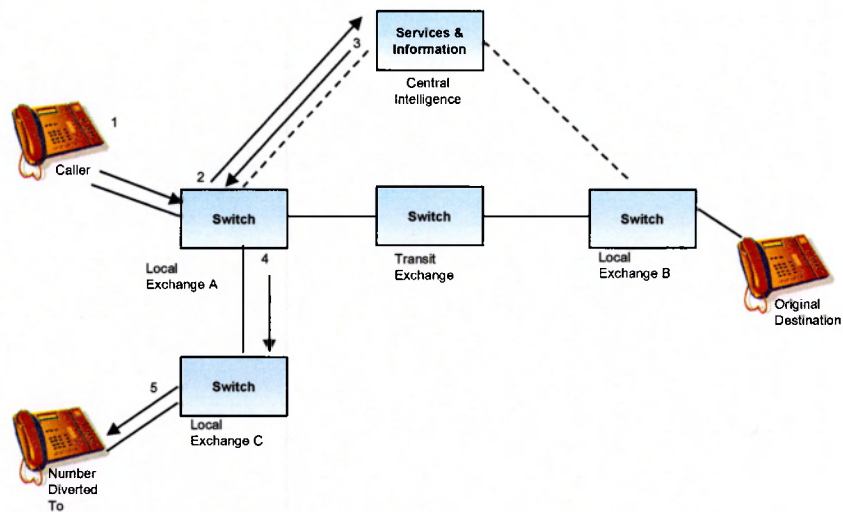 Services &
Information
3
Central
Intelligence
1
Caller
2
Switch
Switch
Switch
Local
Exchange A
4
Transit
Exchange
Local
Exchange B
Original
Destination
5
Switch
Local
Exchange C
Number
Diverted
To